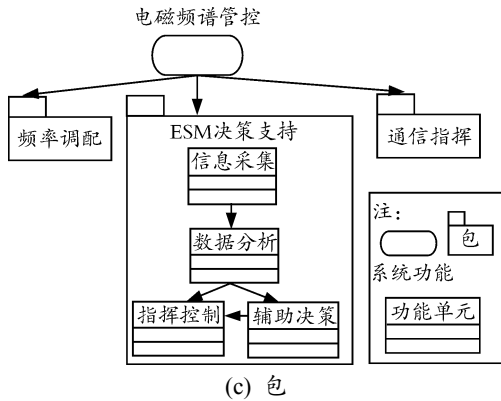 电磁频谱管控
频率调配
ESM决策支持
通信指挥
信息采集
数据分析
指挥控制
辅助决策
注:
包
系统功能
功能单元
(c) 包